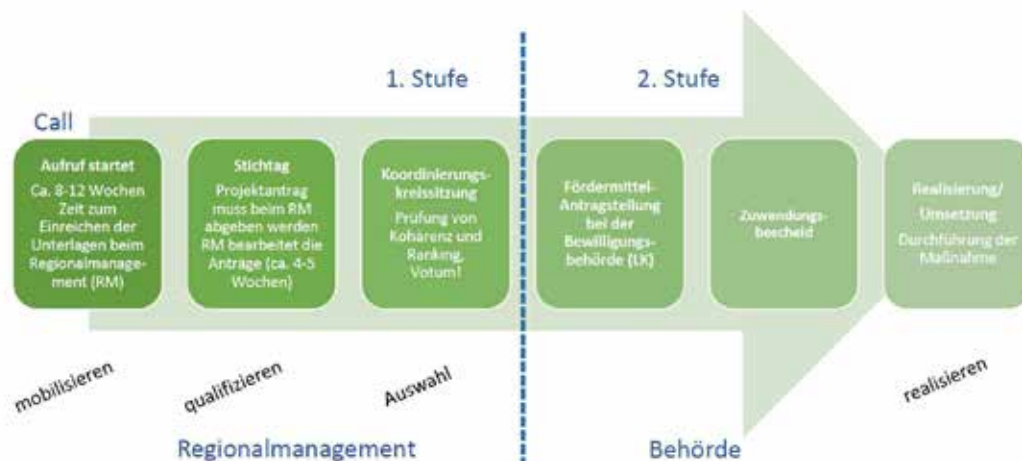 1. Stufe
2. Stufe
Call
Aufruf startet
Ca. 8-12 Wochen
Zeit zum
Einreichen der
Unterlagen beim
Regionalmanage-
ment (RM)
Stichtag
Projektantrag
muss beim RM
abgeben werden
RM bearbeitet die
Anträge (ca. 4-5
Wochen)
Koordinierungs-
kreissitzung
Prüfung von
Kohärenz und
Ranking,
Votum!
Fördermittel-
Antragstellung
bei der
Bewilligungs-
behörde (LK)
Zuwendungs-
bescheid
Realisierung/
Umsetzung
Durchführung der
Maßnahme
mobilisieren
qualifizieren
Auswahl
realisieren
Regionalmanagement
Behörde